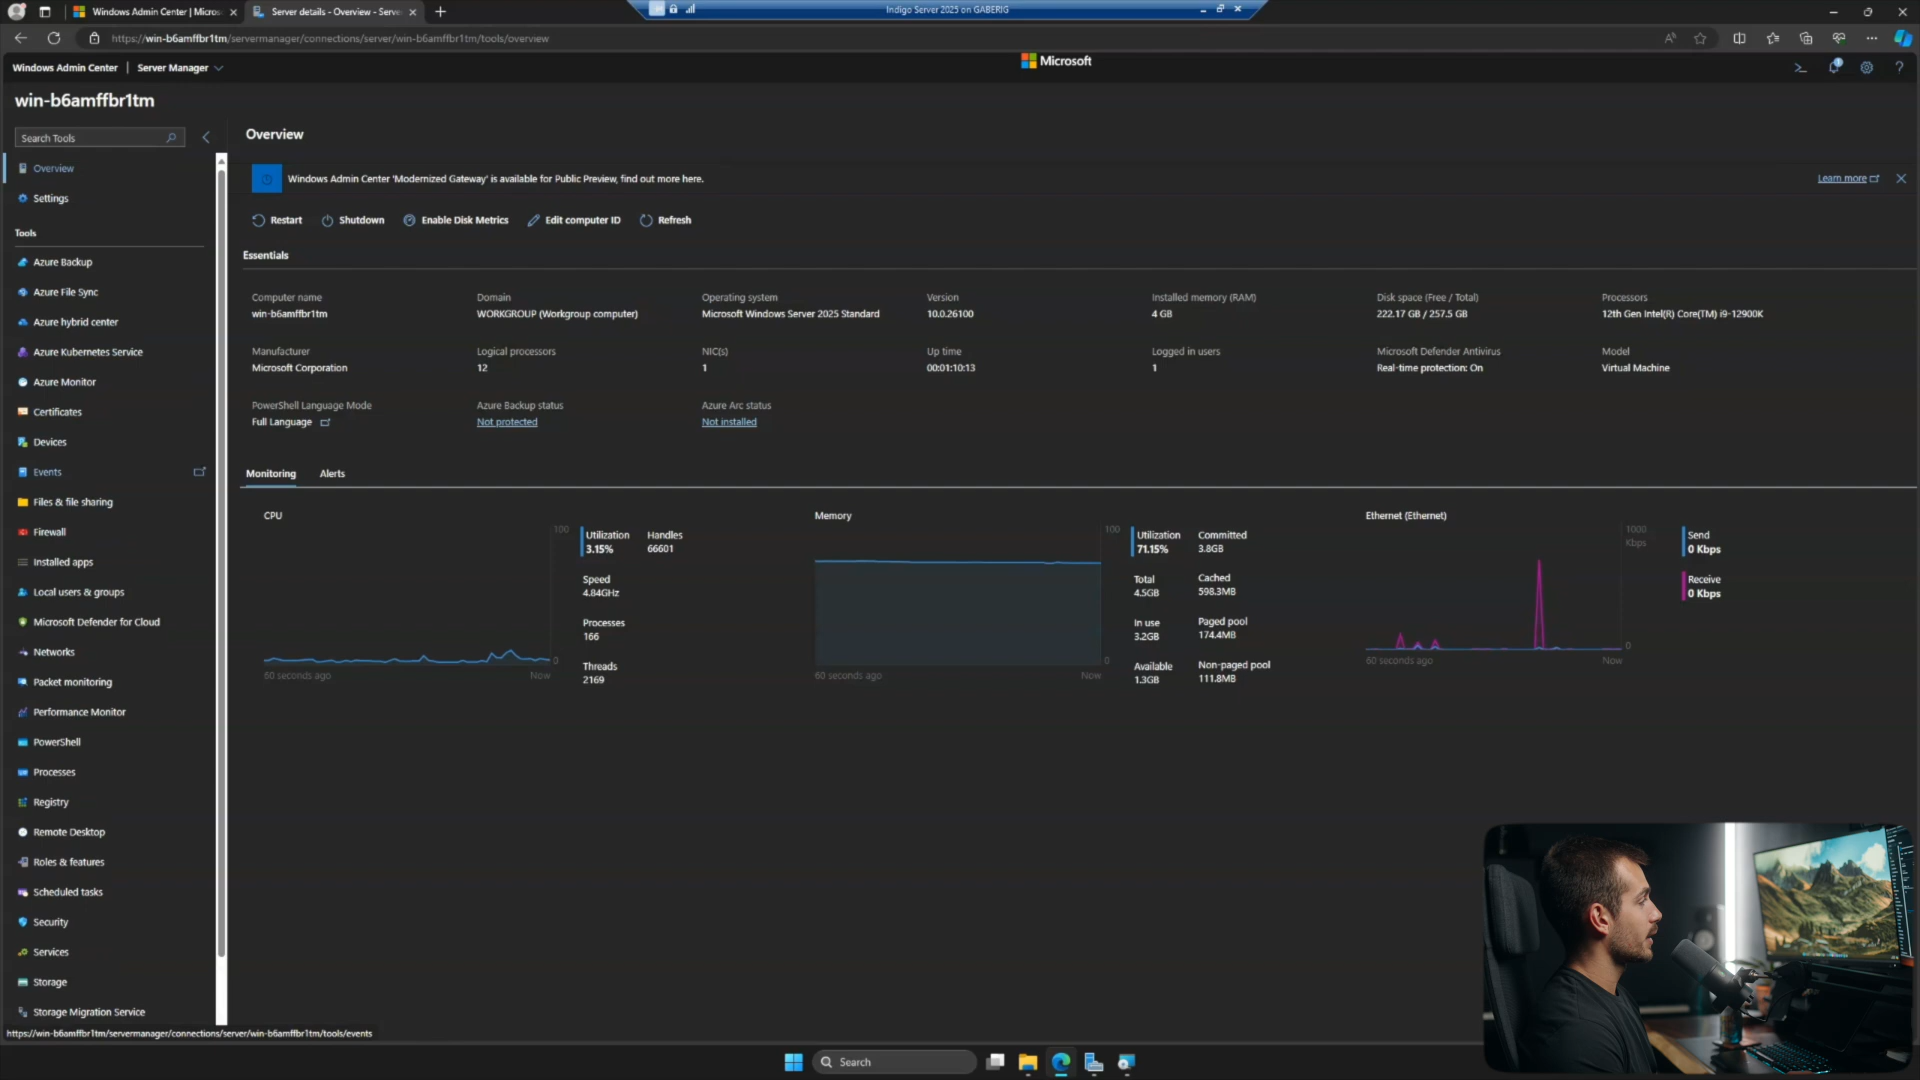 Windows Admin Center | Micros
Server details - Overview - Serve
Indigo Server 2025 on GABERIG
https://win-b6amffbr1tm/servermanager/connections/server/win-b6amffbr1tm/tools/overview
Windows Admin Center | Server Manager
Microsoft
win-b6amffbr1tm
Search Tools
Overview
Settings
Tools
Azure Backup
Azure File Sync
Azure hybrid center
Azure Kubernetes Service
Azure Monitor
Certificates
Devices
Events
Files & file sharing
Firewall
Installed apps
Local users & groups
Microsoft Defender for Cloud
Networks
Packet monitoring
Performance Monitor
PowerShell
Processes
Registry
Remote Desktop
Roles & features
Scheduled tasks
Security
Services
Storage
Storage Migration Service
https://win-b6amffbr1tm/servermanager/connections/server/win-b6amffbr1tm/tools/events
Overview
Windows Admin Center 'Modernized Gateway' is available for Public Preview, find out more here.
Learn more
Restart Shutdown Enable Disk Metrics Edit computer ID Refresh
Essentials
Computer name
win-b6amffbr1tm
Domain
WORKGROUP (Workgroup computer)
Operating system
Microsoft Windows Server 2025 Standard
Version
10.0.26100
Installed memory (RAM)
4 GB
Disk space (Free / Total)
222.17 GB / 257.5 GB
Processors
12th Gen Intel(R) Core(TM) i9-12900K
Manufacturer
Microsoft Corporation
Logical processors
12
NIC(s)
1
Up time
00:01:10:13
Logged in users
1
Microsoft Defender Antivirus
Real-time protection: On
Model
Virtual Machine
PowerShell Language Mode
Full Language
Azure Backup status
Not protected
Azure Arc status
Not installed
Monitoring Alerts
CPU
100
0
60 seconds ago
Now
Utilization
3.15%
Handles
66601
Speed
4.84GHz
Processes
166
Threads
2169
Memory
100
0
60 seconds ago
Now
Utilization
71.15%
Committed
3.8GB
Total
4.5GB
Cached
598.3MB
In use
3.2GB
Paged pool
174.4MB
Available
1.3GB
Non-paged pool
111.8MB
Ethernet (Ethernet)
1000
Kbps
0
60 seconds ago
Now
Send
0 Kbps
Receive
0 Kbps
Search